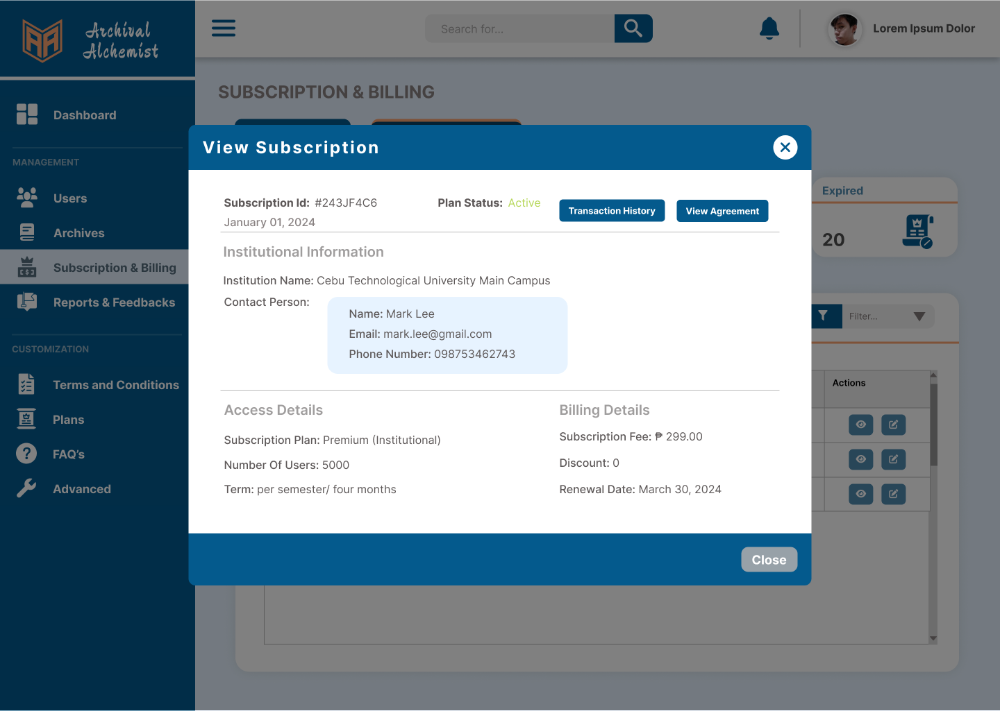 Archival
Alchemist
Search for...
Lorem Ipsum Dolor
SUBSCRIPTION & BILLING
Dashboard
MANAGEMENT
Users
Archives
Subscription & Billing
Reports & Feedbacks
CUSTOMIZATION
Terms and Conditions
Plans
FAQ's
Advanced
View Subscription
Subscription Id: #243JF4C6
Plan Status: Active
Transaction History
View Agreement
January 01, 2024
Institutional Information
Institution Name: Cebu Technological University Main Campus
Contact Person:
Name: Mark Lee
Email: mark.lee@gmail.com
Phone Number: 098753462743
Access Details
Subscription Plan: Premium (Institutional)
Number Of Users: 5000
Term: per semester/ four months
Billing Details
Subscription Fee: ₱ 299.00
Discount: 0
Renewal Date: March 30, 2024
Close
Expired
20
Filter...
Actions